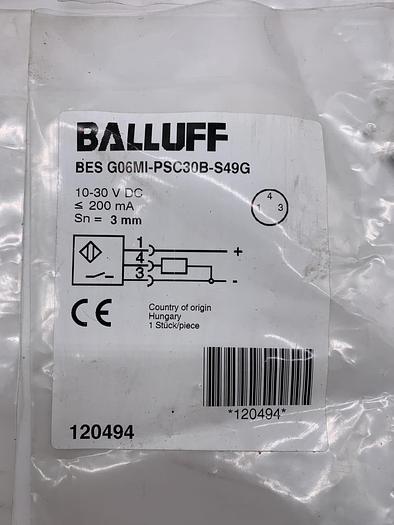 BALLUFF
BES G06MI-PSC30B-S49G
10-30 V DC
≤ 200 mA
Sn = 3 mm
4
1 3
1
4
3
+
-
CE
Country of origin
Hungary
1 Stück/piece
*120494*
120494